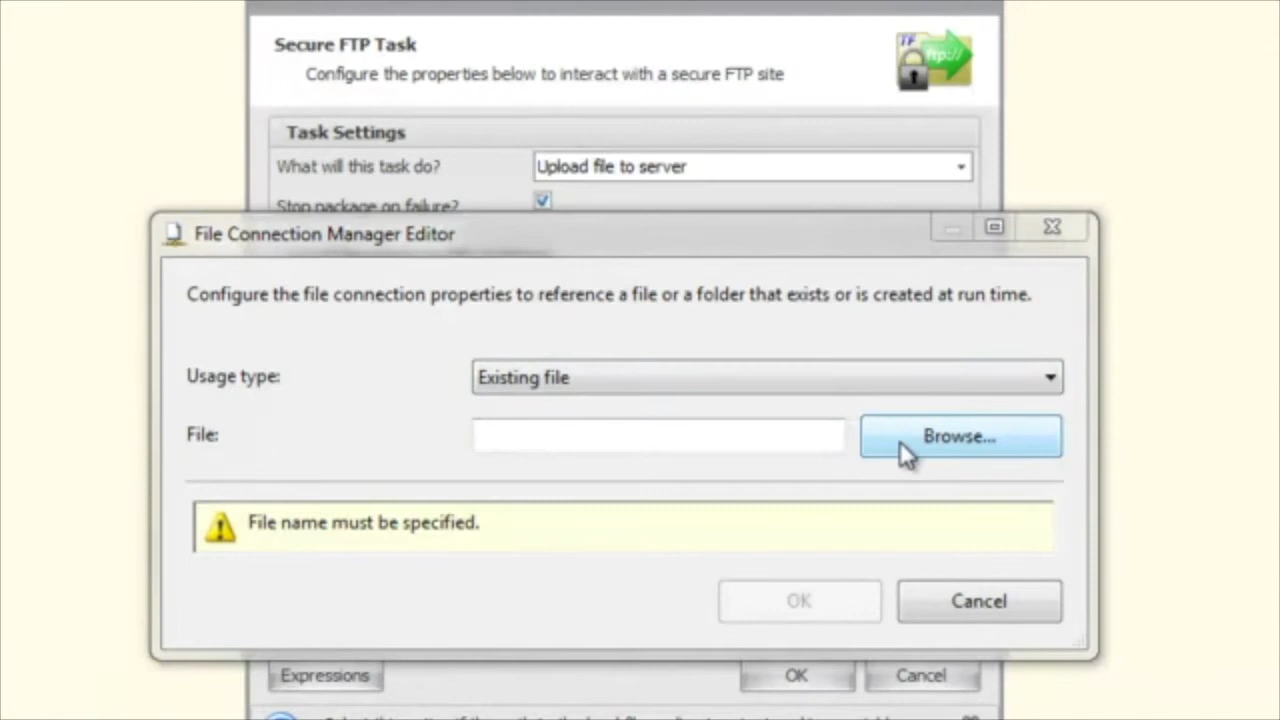 Secure FTP Task
Configure the properties below to interact with a secure FTP site
TF
ftp://
Task Settings
What will this task do?
Upload file to server
Stop package on failure?
File Connection Manager Editor
Configure the file connection properties to reference a file or a folder that exists or is created at run time.
Usage type:
Existing file
File:
Browse...
File name must be specified.
OK
Cancel
Expressions
OK
Cancel